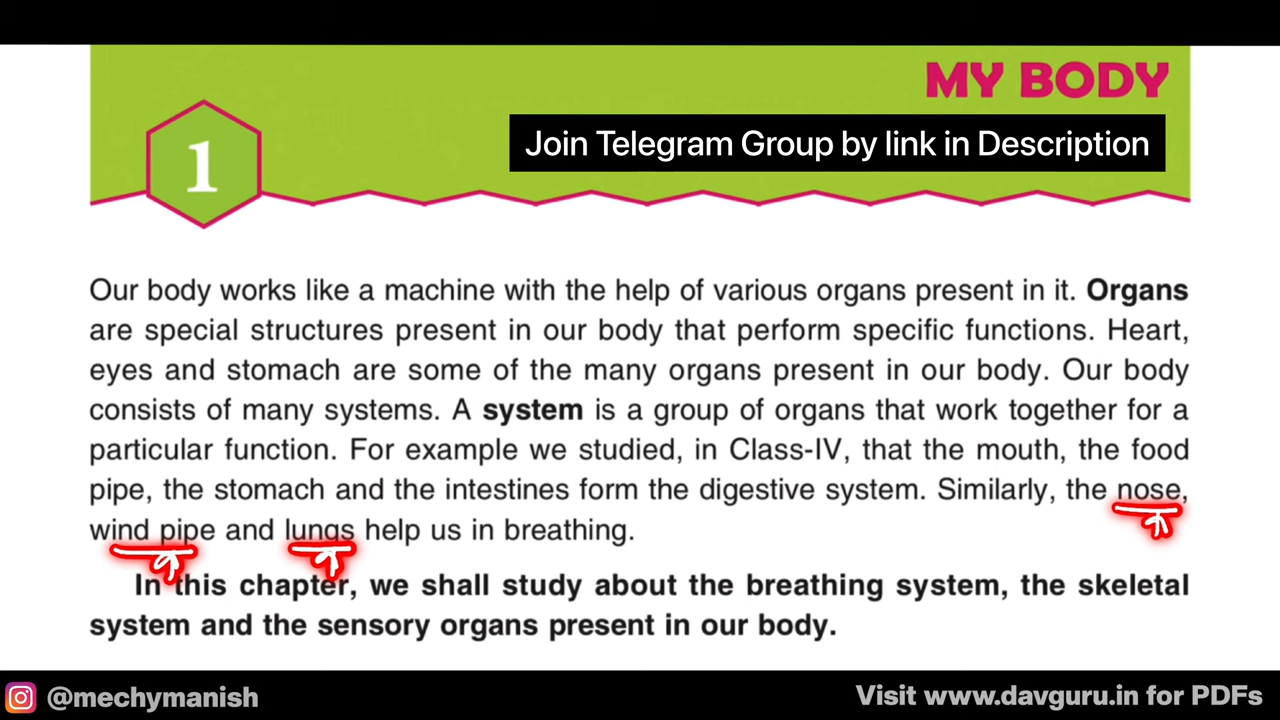 MY BODY
Join Telegram Group by link in Description
1
Our body works like a machine with the help of various organs present in it. Organs
are special structures present in our body that perform specific functions. Heart,
eyes and stomach are some of the many organs present in our body. Our body
consists of many systems. A system is a group of organs that work together for a
particular function. For example we studied, in Class-IV, that the mouth, the food
pipe, the stomach and the intestines form the digestive system. Similarly, the nose,
wind pipe and lungs help us in breathing.
In this chapter, we shall study about the breathing system, the skeletal
system and the sensory organs present in our body.
@mechymanish
Visit www.davguru.in for PDFs